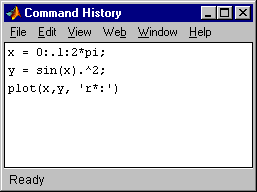 Command History
File Edit View Web Window Help
x = 0:.1:2*pi;
y = sin(x).^2;
plot(x,y, 'r*:')
Ready